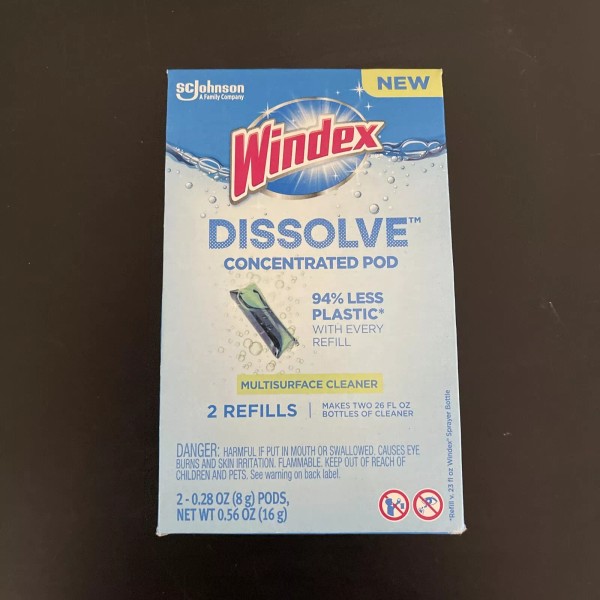 SCJohnson
A Family Company
NEW
Windex
DISSOLVE™
CONCENTRATED POD
94% LESS
PLASTIC*
WITH EVERY
REFILL
MULTISURFACE CLEANER
2 REFILLS | MAKES TWO 26 FL OZ
BOTTLES OF CLEANER
DANGER: HARMFUL IF PUT IN MOUTH OR SWALLOWED. CAUSES EYE
BURNS AND SKIN IRRITATION. FLAMMABLE. KEEP OUT OF REACH OF
CHILDREN AND PETS. See warning on back label.
2 - 0.28 OZ (8 g) PODS,
NET WT 0.56 OZ (16 g)
*Refill v. 23 fl oz Windex® Sprayer Bottle